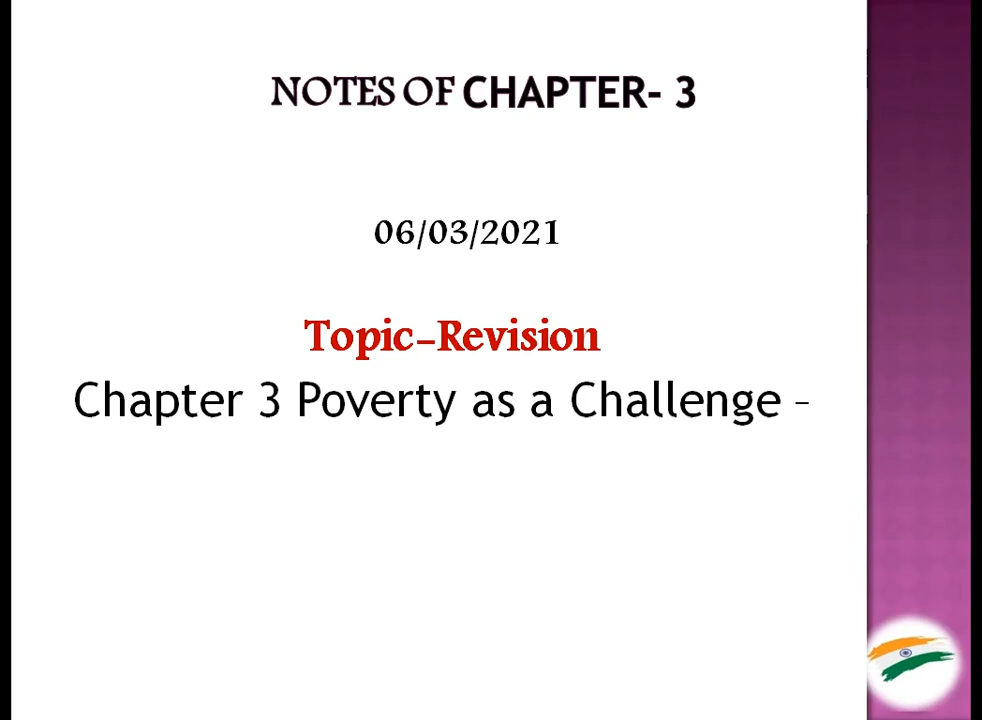 NOTES OF CHAPTER- 3
06/03/2021
Topic-Revision
Chapter 3 Poverty as a Challenge –